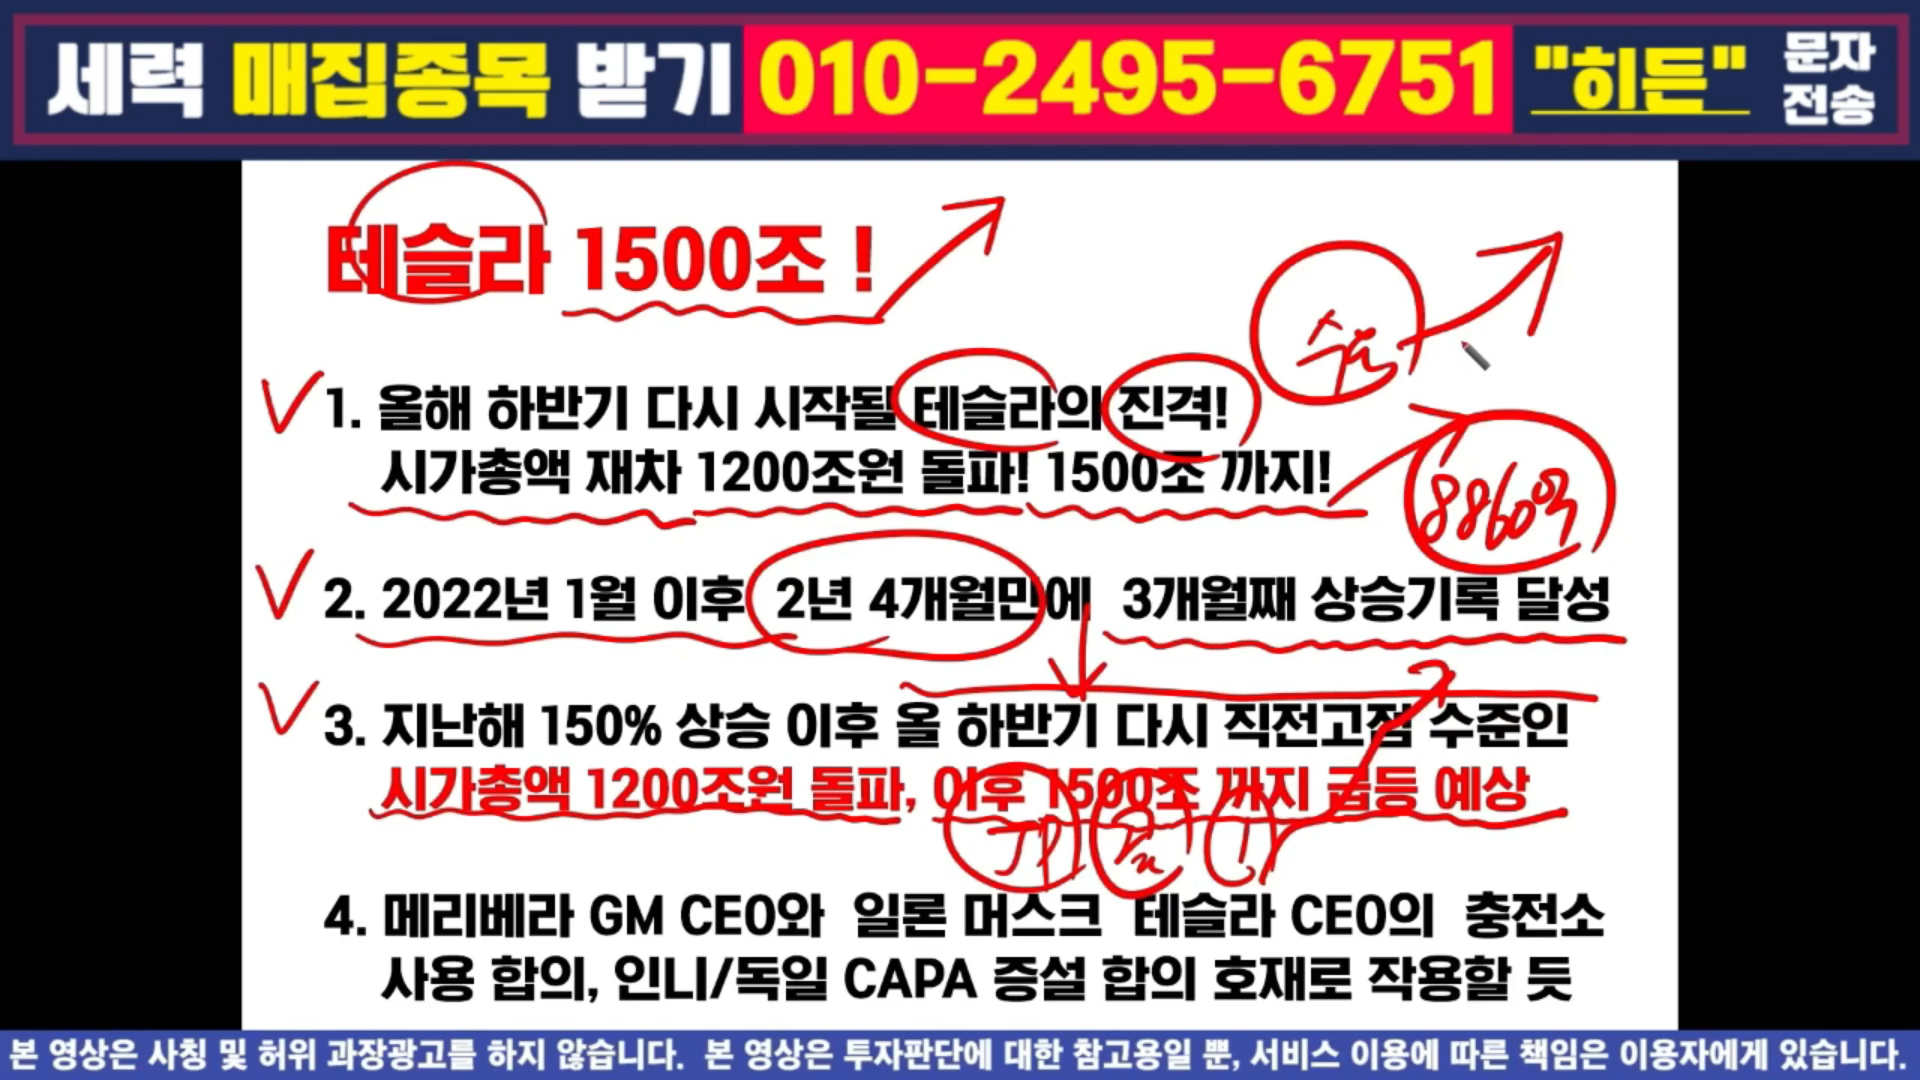 세력 매집종목 받기 010-2495-6751 "히든" 문자 전송
테슬라 1500조 !
1. 올해 하반기 다시 시작될 테슬라의 진격!
시가총액 재차 1200조원 돌파! 1500조 까지!
8860억
2. 2022년 1월 이후 2년 4개월만에 3개월째 상승기록 달성
3. 지난해 150% 상승 이후 올 하반기 다시 직전고점 수준인
시가총액 1200조원 돌파, 이후 1500조 까지 급등 예상
JP
4. 메리베라 GM CEO와 일론 머스크 테슬라 CEO의 충전소
사용 합의, 인니/독일 CAPA 증설 합의 호재로 작용할 듯
본 영상은 사칭 및 허위 과장광고를 하지 않습니다. 본 영상은 투자판단에 대한 참고용일 뿐, 서비스 이용에 따른 책임은 이용자에게 있습니다.